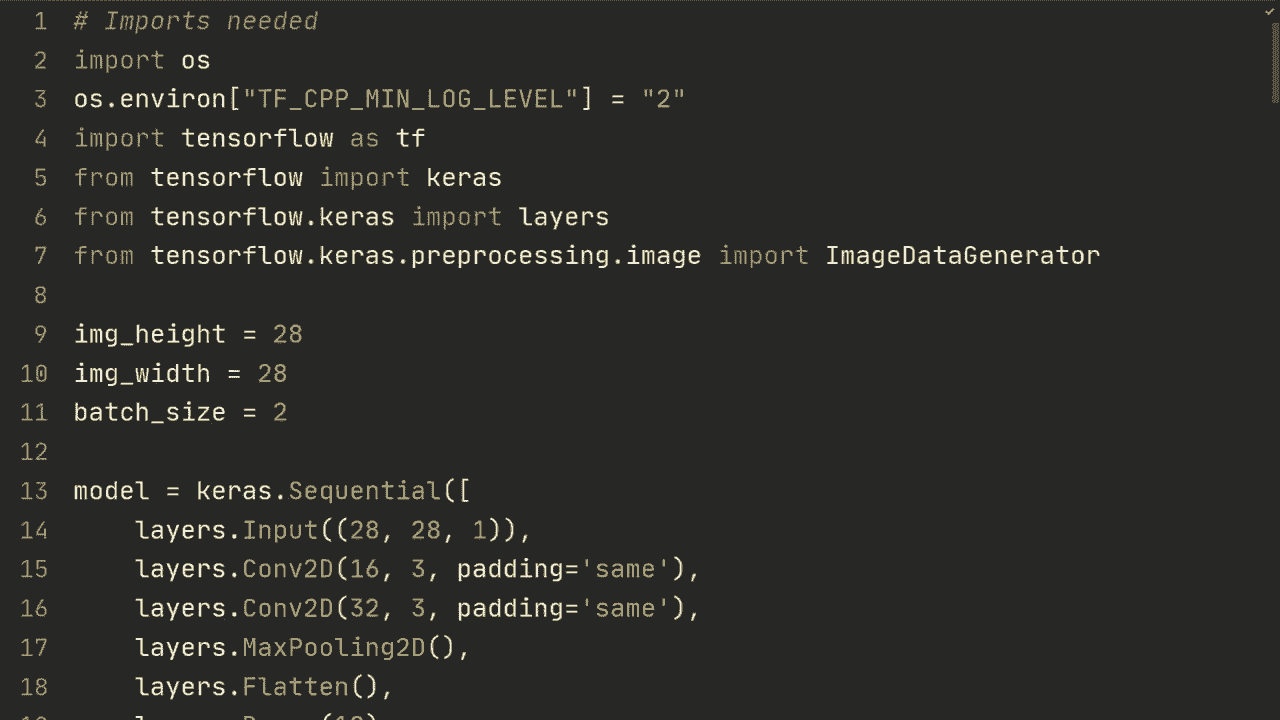 1 # Imports needed
2 import os
3 os.environ["TF_CPP_MIN_LOG_LEVEL"] = "2"
4 import tensorflow as tf
5 from tensorflow import keras
6 from tensorflow.keras import layers
7 from tensorflow.keras.preprocessing.image import ImageDataGenerator
8
9 img_height = 28
10 img_width = 28
11 batch_size = 2
12
13 model = keras.Sequential([
14     layers.Input((28, 28, 1)),
15     layers.Conv2D(16, 3, padding='same'),
16     layers.Conv2D(32, 3, padding='same'),
17     layers.MaxPooling2D(),
18     layers.Flatten(),